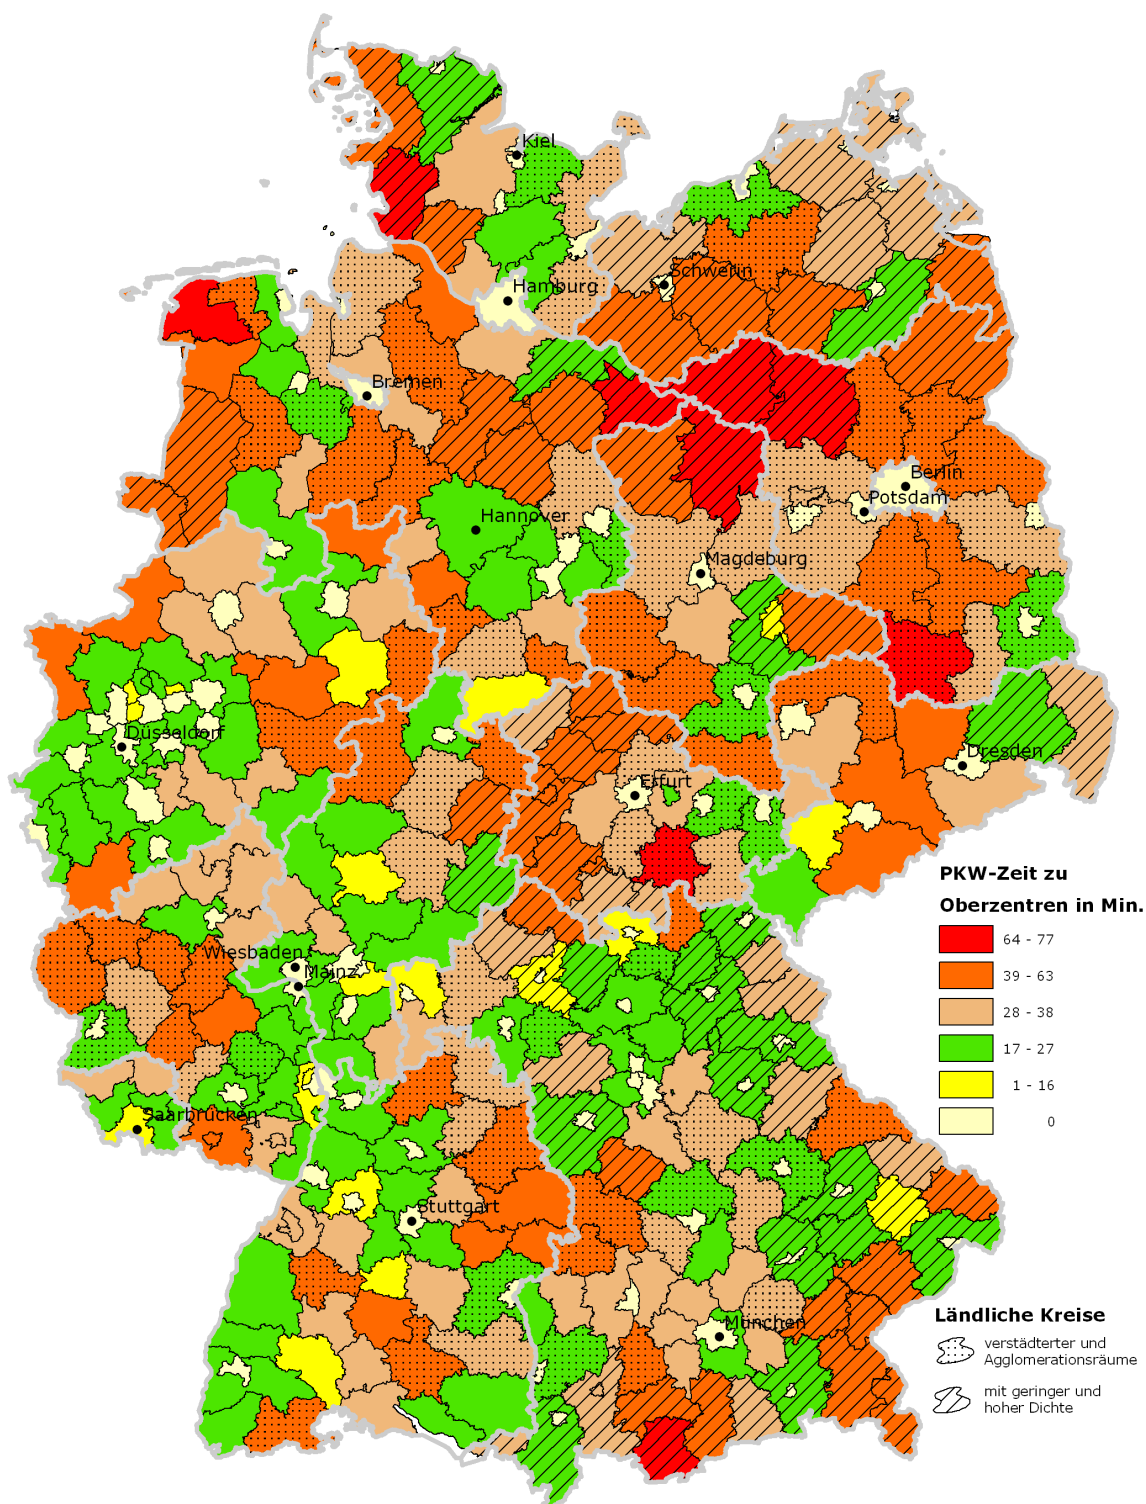 Kiel
Schwerin
Hamburg
Bremen
Berlin
Potsdam
Hannover
Magdeburg
Düsseldorf
Dresden
Erfurt
Wiesbaden
Mainz
Saarbrücken
Stuttgart
München
PKW-Zeit zu
Oberzentren in Min.
64 - 77
39 - 63
28 - 38
17 - 27
1 - 16
0
Ländliche Kreise
verstädterter und
Agglomerationsräume
mit geringer und
hoher Dichte